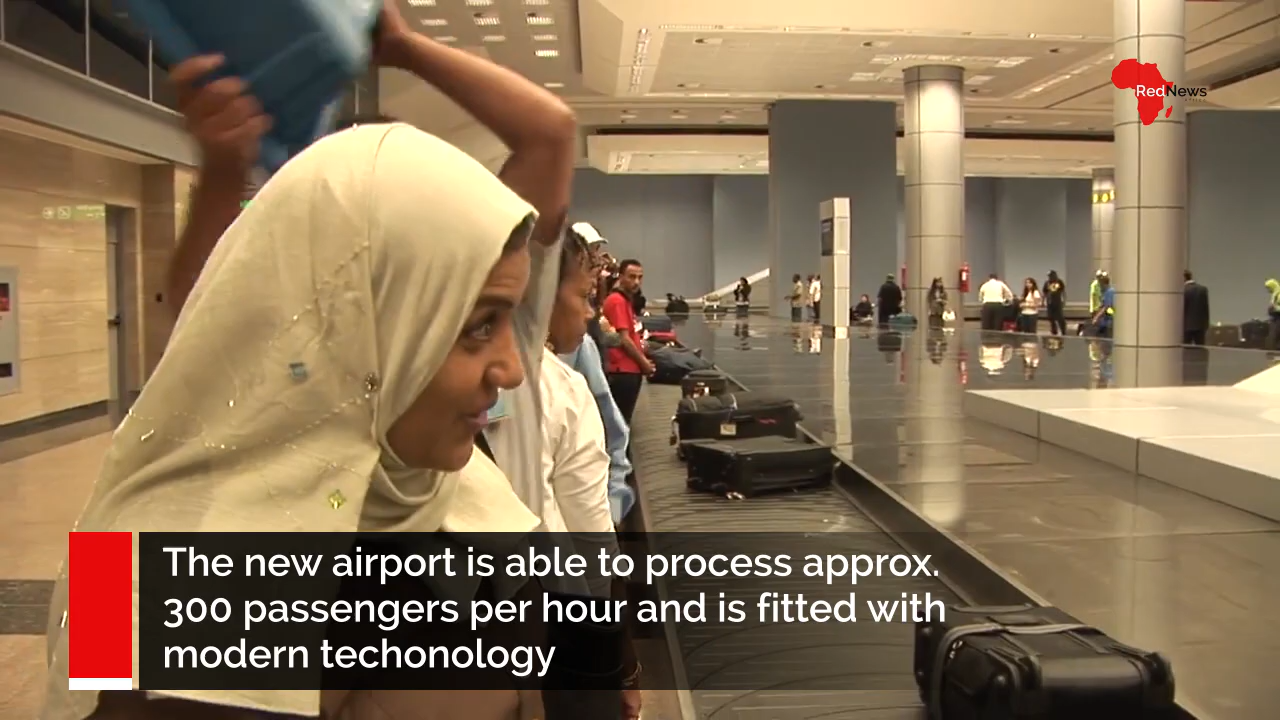 RedNews
The new airport is able to process approx.
300 passengers per hour and is fitted with
modern techonology